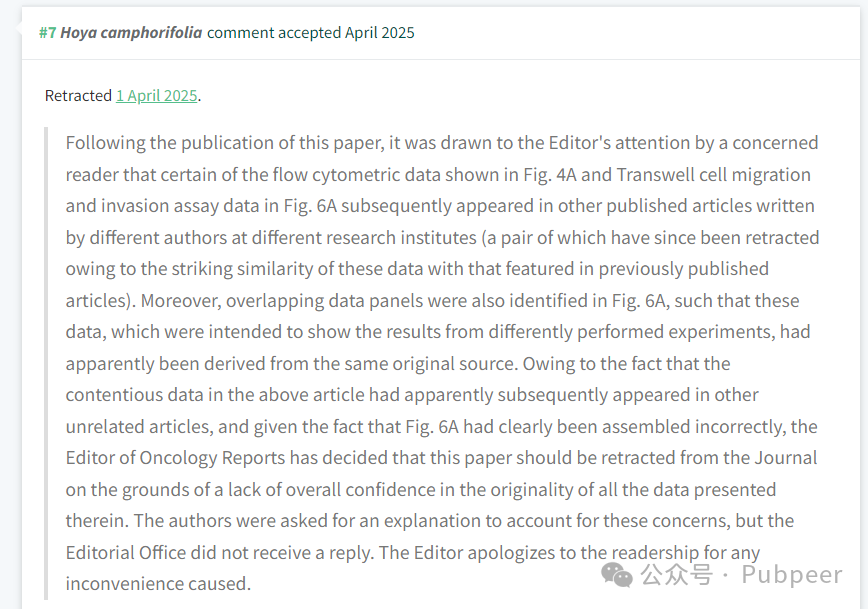 #7 Hoya camphorifolia comment accepted April 2025
Retracted 1 April 2025.
Following the publication of this paper, it was drawn to the Editor's attention by a concerned
reader that certain of the flow cytometric data shown in Fig. 4A and Transwell cell migration
and invasion assay data in Fig. 6A subsequently appeared in other published articles written
by different authors at different research institutes (a pair of which have since been retracted
owing to the striking similarity of these data with that featured in previously published
articles). Moreover, overlapping data panels were also identified in Fig. 6A, such that these
data, which were intended to show the results from differently performed experiments, had
apparently been derived from the same original source. Owing to the fact that the
contentious data in the above article had apparently subsequently appeared in other
unrelated articles, and given the fact that Fig. 6A had clearly been assembled incorrectly, the
Editor of Oncology Reports has decided that this paper should be retracted from the Journal
on the grounds of a lack of overall confidence in the originality of all the data presented
therein. The authors were asked for an explanation to account for these concerns, but the
Editorial Office did not receive a reply. The Editor apologizes to the readership for any
inconvenience caused.
公众号 · Pubpeer